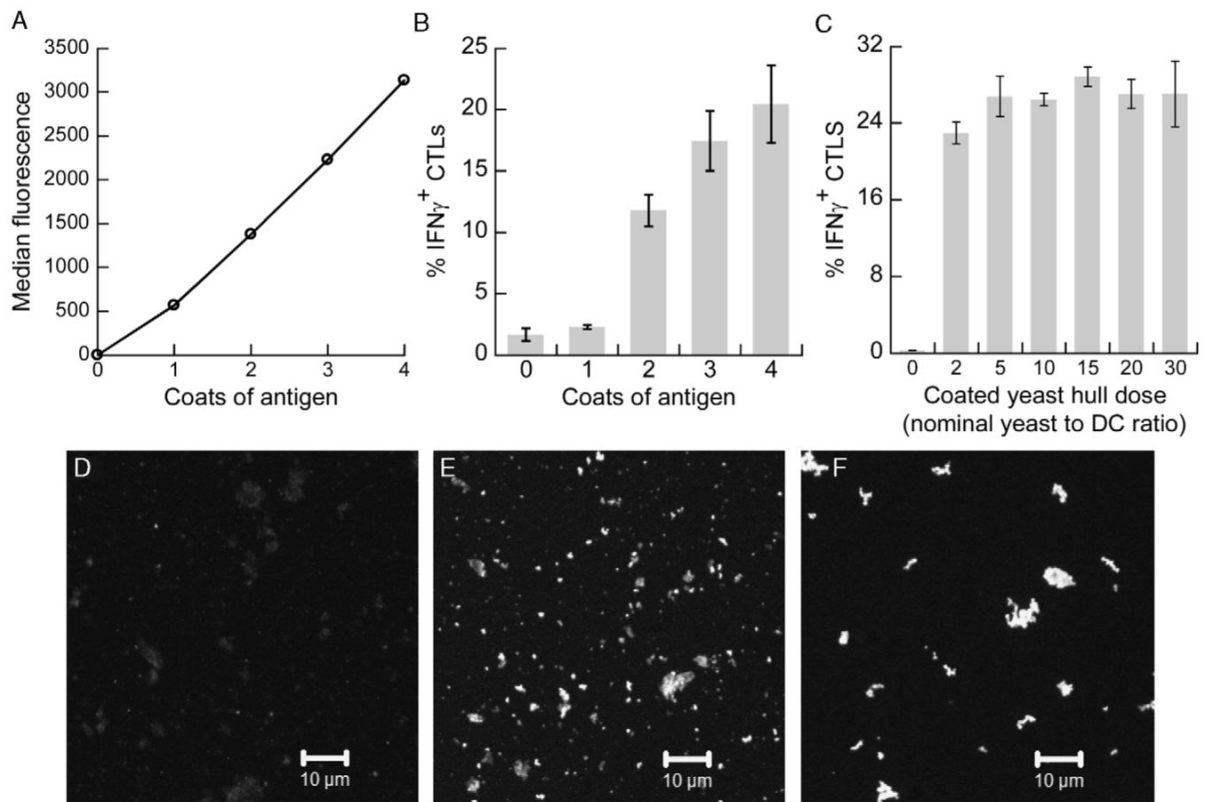 A
Median fluorescence
3500
3000
2500
2000
1500
1000
500
0
0 1 2 3 4
Coats of antigen
B
% IFNγ+ CTLs
25
20
15
10
5
0
0 1 2 3 4
Coats of antigen
C
% IFNγ+ CTLS
32
24
16
8
0
0 2 5 10 15 20 30
Coated yeast hull dose
(nominal yeast to DC ratio)
D
10 µm
E
10 µm
F
10 µm